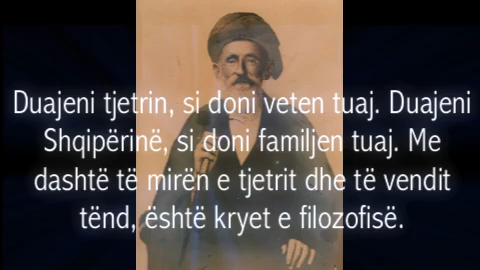 Duajeni tjetrin, si doni veten tuaj. Duajeni
Shqipërinë, si doni familjen tuaj. Me
dashtë të mirën e tjetrit dhe të vendit
tënd, është kryet e filozofisë.